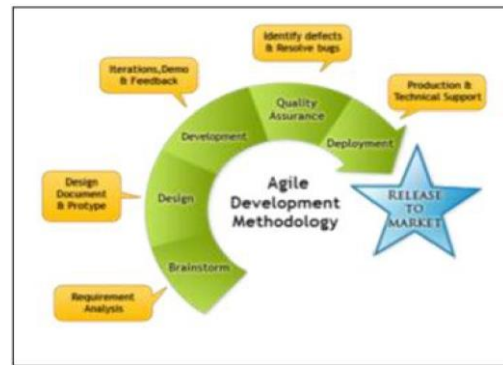 Identify defects
& Resolve bugs
Iterations,Demo
& Feedback
Production &
Technical Support
Quality
Assurance
Development
Deployment
Design
Document
& Protype
Design
Agile
Development
Methodology
RELEASE
TO
MARKET
Brainstorm
Requirement
Analysis